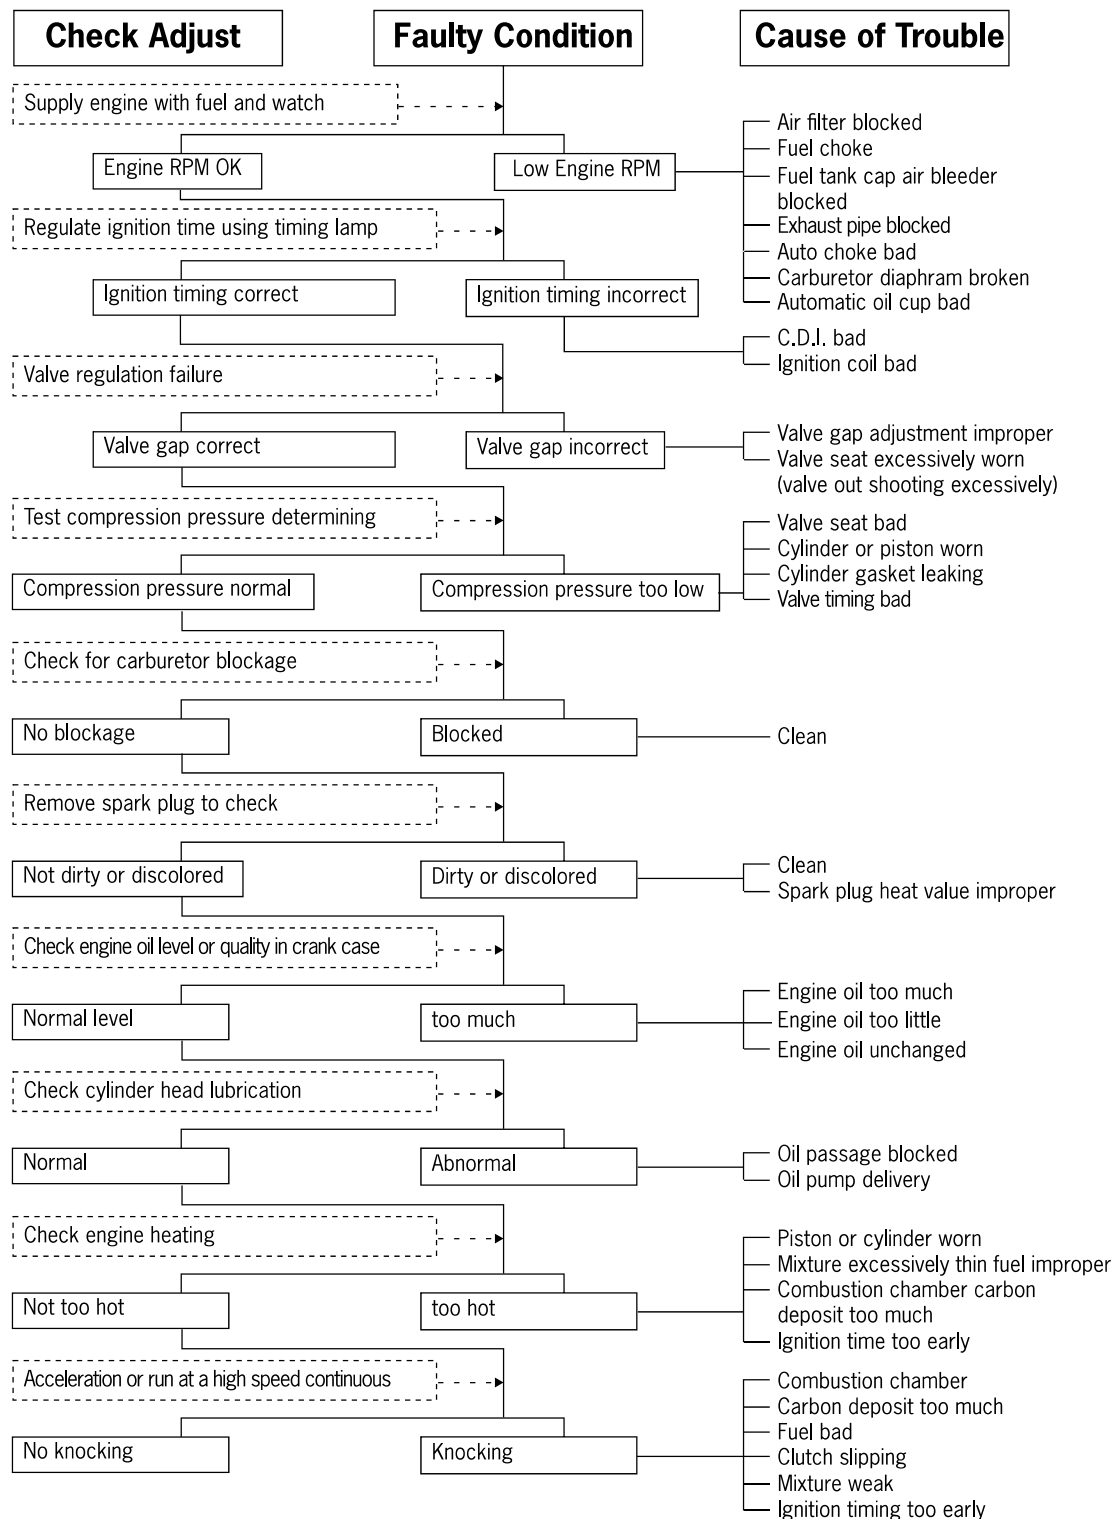 Check Adjust
Faulty Condition
Cause of Trouble
Supply engine with fuel and watch
Engine RPM OK
Low Engine RPM
Air filter blocked
Fuel choke
Fuel tank cap air bleeder
blocked
Exhaust pipe blocked
Auto choke bad
Carburetor diaphram broken
Automatic oil cup bad
Regulate ignition time using timing lamp
Ignition timing correct
Ignition timing incorrect
C.D.I. bad
Ignition coil bad
Valve regulation failure
Valve gap correct
Valve gap incorrect
Valve gap adjustment improper
Valve seat excessively worn
(valve out shooting excessively)
Test compression pressure determining
Compression pressure normal
Compression pressure too low
Valve seat bad
Cylinder or piston worn
Cylinder gasket leaking
Valve timing bad
Check for carburetor blockage
No blockage
Blocked
Clean
Remove spark plug to check
Not dirty or discolored
Dirty or discolored
Clean
Spark plug heat value improper
Check engine oil level or quality in crank case
Normal level
too much
Engine oil too much
Engine oil too little
Engine oil unchanged
Check cylinder head lubrication
Normal
Abnormal
Oil passage blocked
Oil pump delivery
Check engine heating
Not too hot
too hot
Piston or cylinder worn
Mixture excessively thin fuel improper
Combustion chamber carbon
deposit too much
Ignition time too early
Acceleration or run at a high speed continuous
No knocking
Knocking
Combustion chamber
Carbon deposit too much
Fuel bad
Clutch slipping
Mixture weak
Ignition timing too early